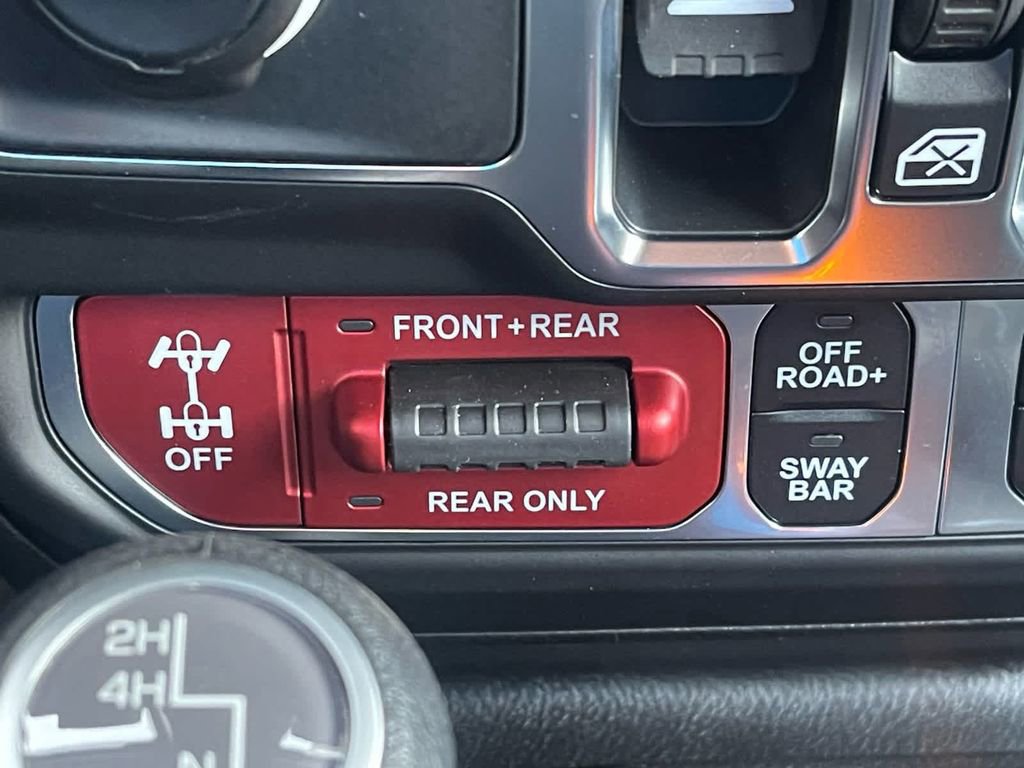 FRONT+REAR
OFF
REAR ONLY
OFF
ROAD+
SWAY
BAR
2H
4H
N